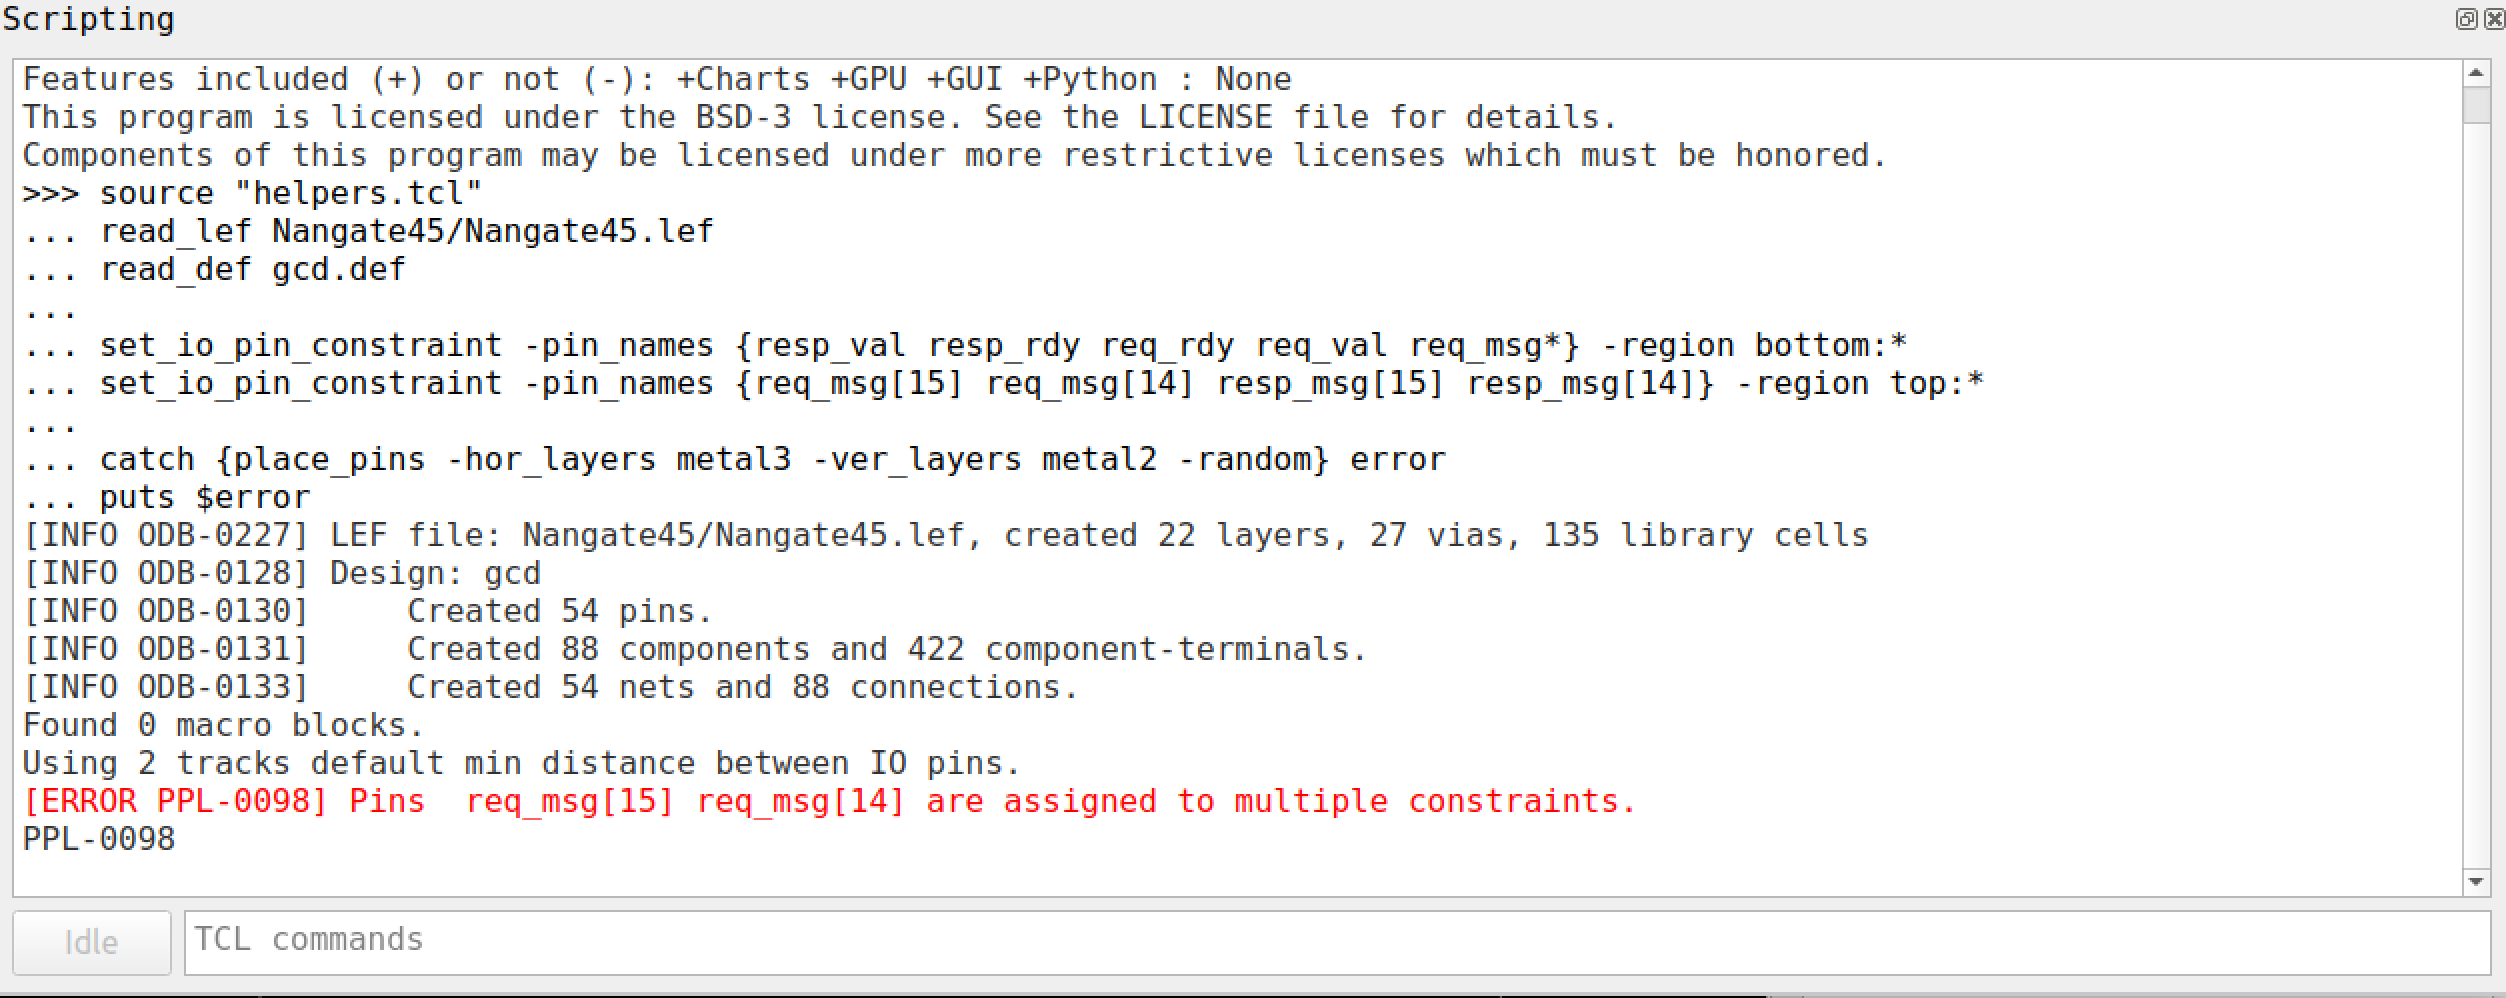 Scripting
Features included (+) or not (-): +Charts +GPU +GUI +Python : None
This program is licensed under the BSD-3 license. See the LICENSE file for details.
Components of this program may be licensed under more restrictive licenses which must be honored.
>>> source "helpers.tcl"
... read_lef Nangate45/Nangate45.lef
... read_def gcd.def
...
... set_io_pin_constraint -pin_names {resp_val resp_rdy req_rdy req_val req_msg*} -region bottom:*
... set_io_pin_constraint -pin_names {req_msg[15] req_msg[14] resp_msg[15] resp_msg[14]} -region top:*
...
... catch {place_pins -hor_layers metal3 -ver_layers metal2 -random} error
... puts $error
[INFO ODB-0227] LEF file: Nangate45/Nangate45.lef, created 22 layers, 27 vias, 135 library cells
[INFO ODB-0128] Design: gcd
[INFO ODB-0130]     Created 54 pins.
[INFO ODB-0131]     Created 88 components and 422 component-terminals.
[INFO ODB-0133]     Created 54 nets and 88 connections.
Found 0 macro blocks.
Using 2 tracks default min distance between IO pins.
[ERROR PPL-0098] Pins  req_msg[15] req_msg[14] are assigned to multiple constraints.
PPL-0098
Idle
TCL commands